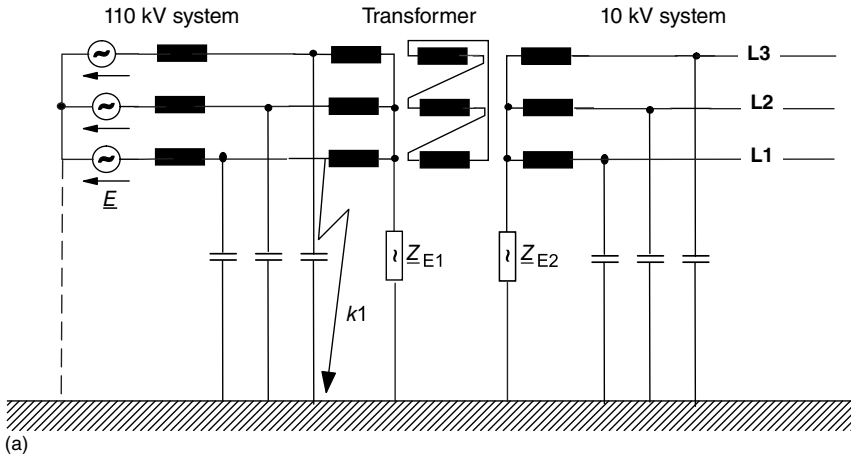 110 kV system
Transformer
10 kV system
L3
L2
L1
E
Z E1
Z E2
k1
(a)